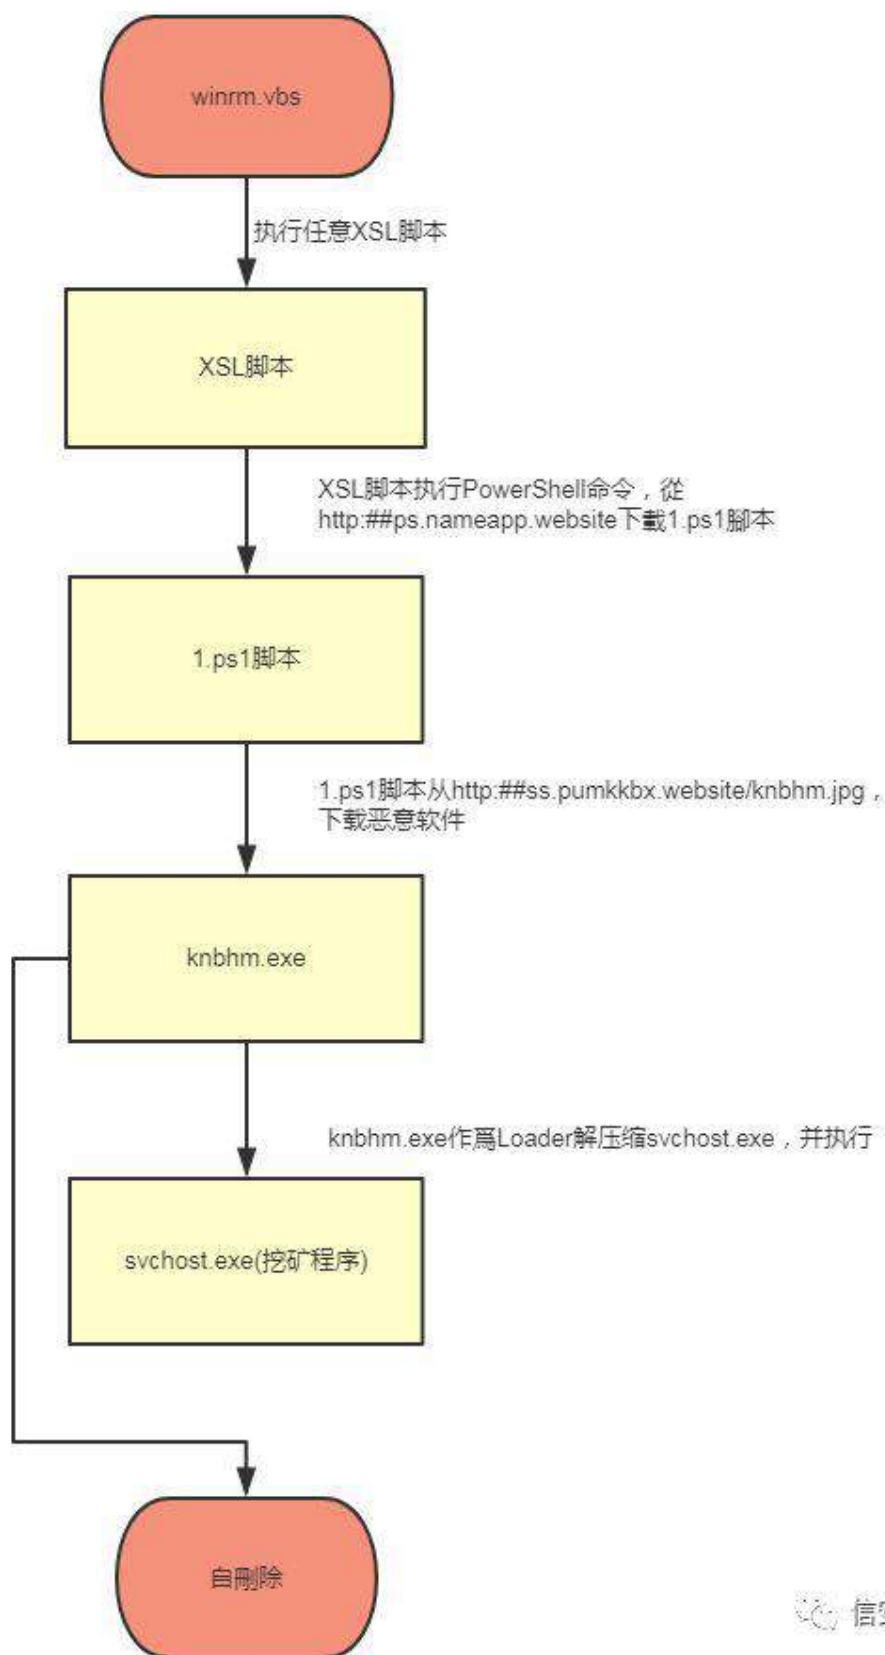 winrm.vbs
执行任意XSL脚本
XSL脚本
XSL脚本执行PowerShell命令，從
http:##ps.nameapp.website下載1.ps1腳本
1.ps1脚本
1.ps1脚本从http:##ss.pumkkbx.website/knbhm.jpg，
下载恶意软件
knbhm.exe
knbhm.exe作爲Loader解压缩svchost.exe，并执行
svchost.exe(挖矿程序)
自刪除